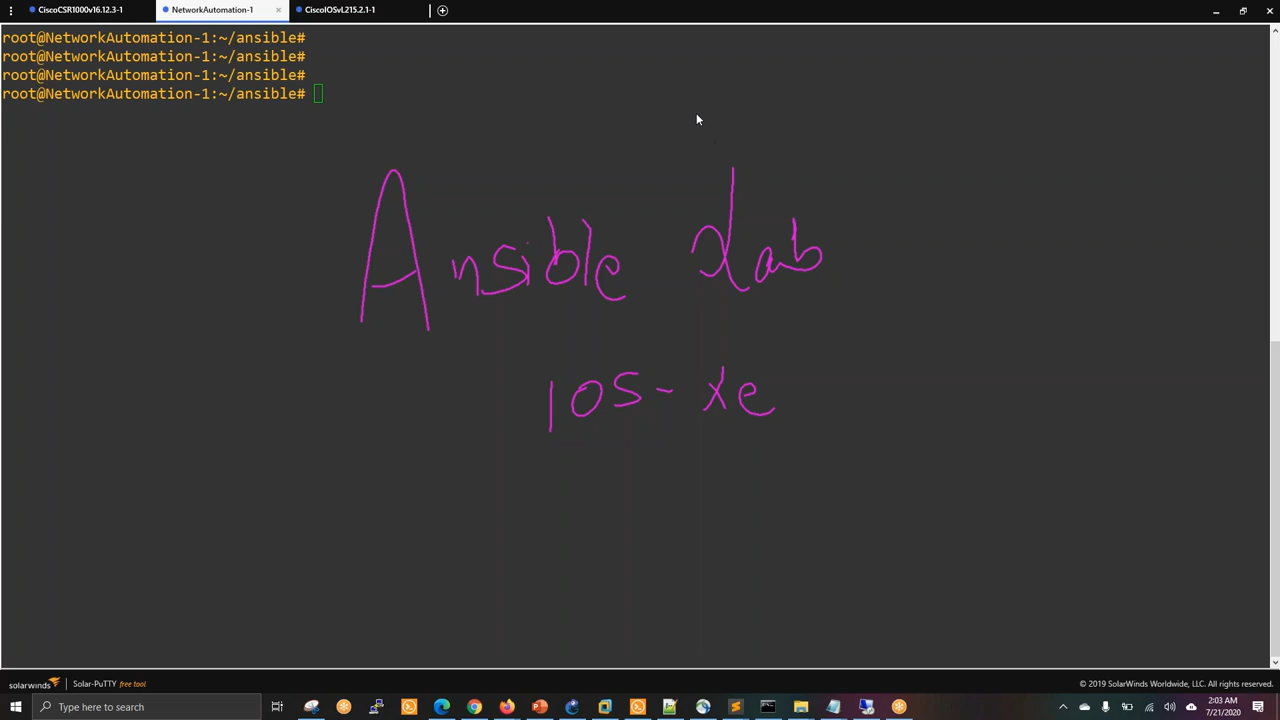 CiscoCSR1000v16.12.3-1
NetworkAutomation-1
CiscoIOSvL215.2.1-1
root@NetworkAutomation-1:~/ansible#
root@NetworkAutomation-1:~/ansible#
root@NetworkAutomation-1:~/ansible#
root@NetworkAutomation-1:~/ansible#
Ansible Lab
IOS-xe
solarwinds
Solar-PuTTY free tool
© 2019 SolarWinds Worldwide, LLC. All rights reserved.
Type here to search
2:03 AM
7/21/2020